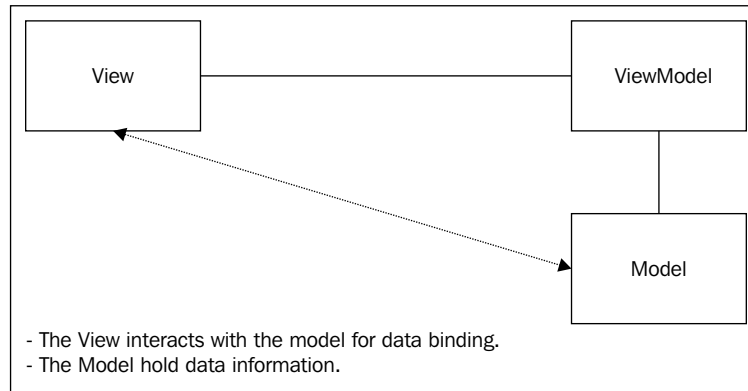 View
ViewModel
Model
- The View interacts with the model for data binding.
- The Model hold data information.